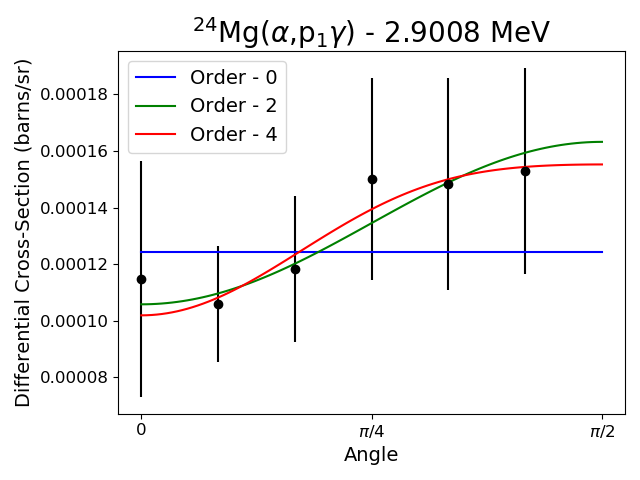 ²⁴Mg(α,p₁γ) - 2.9008 MeV
Order - 0
Order - 2
Order - 4
Differential Cross-Section (barns/sr)
0.00018
0.00016
0.00014
0.00012
0.00010
0.00008
0
π/4
π/2
Angle